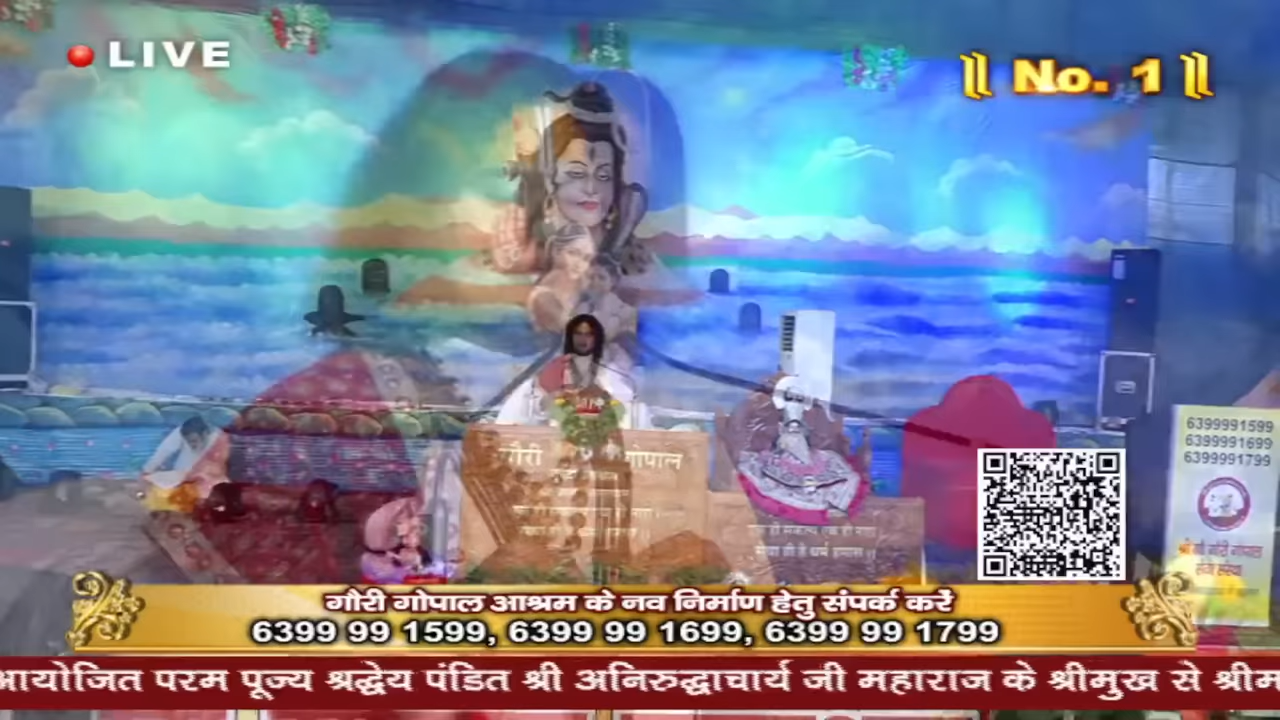 LIVE
॥ No. 1 ॥
गौरी गोपाल
6399991599
6399991699
6399991799
गौरी गोपाल आश्रम के नव निर्माण हेतु संपर्क करें
6399 99 1599, 6399 99 1699, 6399 99 1799
आयोजित परम पूज्य श्रद्धेय पंडित श्री अनिरुद्धाचार्य जी महाराज के श्रीमुख से श्रीम